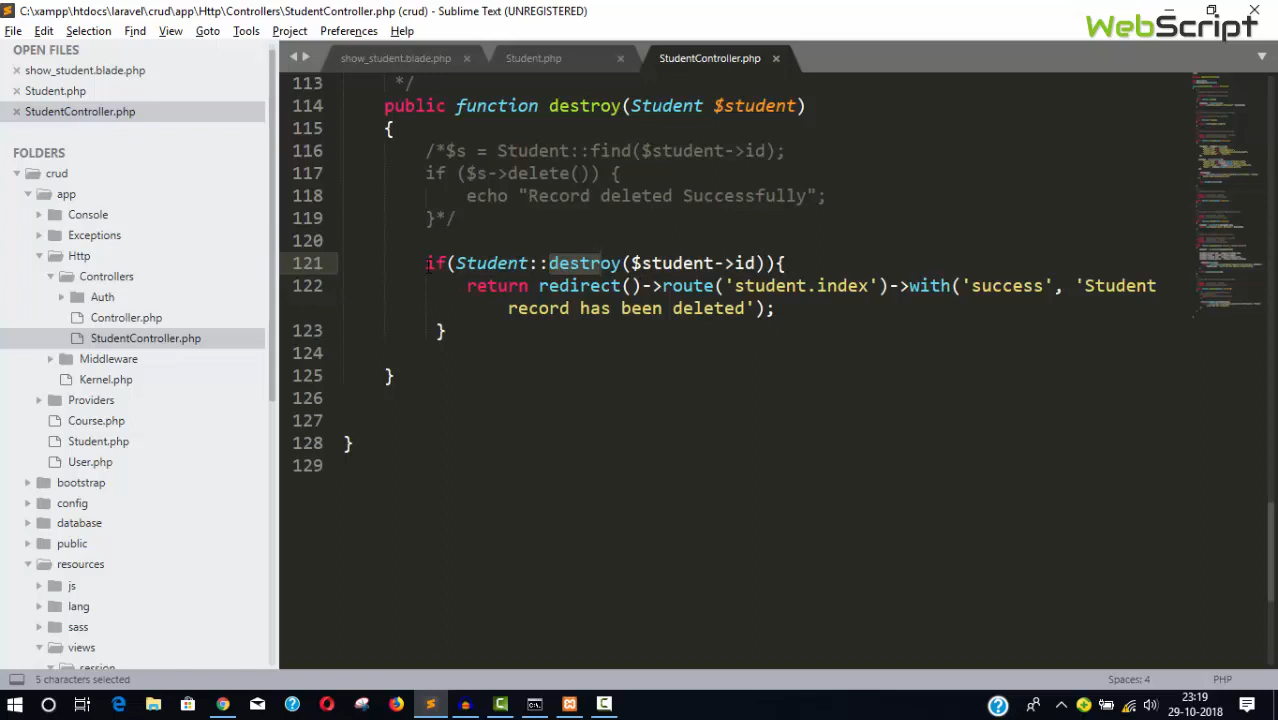 C:\xampp\htdocs\laravel\crud\app\Http\Controllers\StudentController.php (crud) - Sublime Text (UNREGISTERED)
WebScript
File Edit Selection Find View Goto Tools Project Preferences Help
OPEN FILES
show_student.blade.php
Student.php
StudentController.php
FOLDERS
crud
app
Console
Exceptions
Http
Controllers
Auth
Controller.php
StudentController.php
Middleware
Kernel.php
Providers
Course.php
Student.php
User.php
bootstrap
config
database
public
resources
js
lang
sass
views
session
show_student.blade.php Student.php StudentController.php
113 */
114 public function destroy(Student $student)
115 {
116 /*$s = Student::find($student->id);
117 if ($s->delete()) {
118 echo "Record deleted Successfully";
119 }*/
120
121 if(Student::destroy($student->id)){
122 return redirect()->route('student.index')->with('success', 'Student
record has been deleted');
123 }
124
125 }
126
127
128 }
129
5 characters selected Spaces: 4 PHP
23:19
29-10-2018